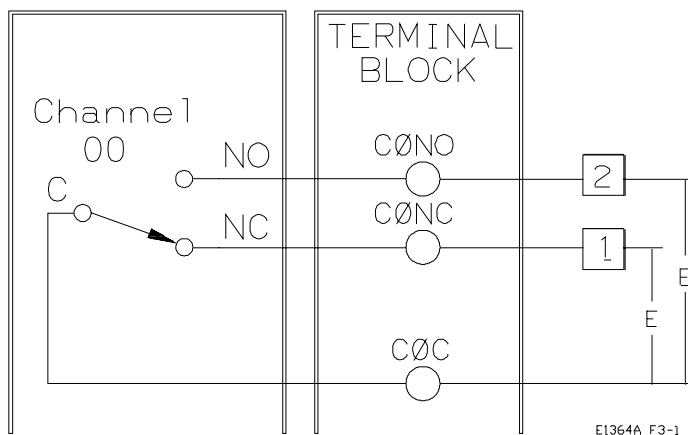 TERMINAL
BLOCK
Channel
00
NO
CØNO
2
C
NC
CØNC
1
E
E
CØC
E1364A F3-1